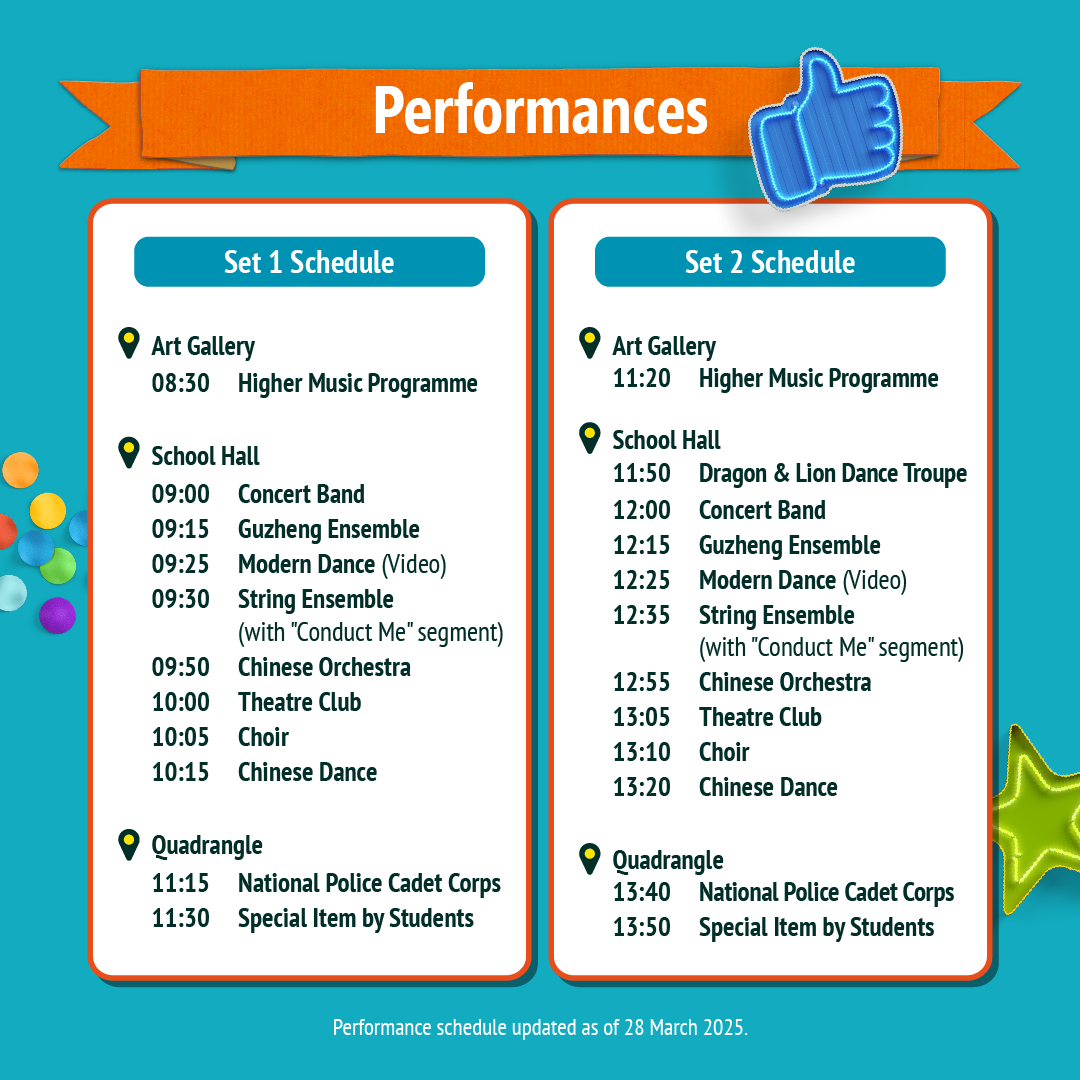 Performances
Set 1 Schedule
Art Gallery
08:30 Higher Music Programme
School Hall
09:00 Concert Band
09:15 Guzheng Ensemble
09:25 Modern Dance (Video)
09:30 String Ensemble
(with "Conduct Me" segment)
09:50 Chinese Orchestra
10:00 Theatre Club
10:05 Choir
10:15 Chinese Dance
Quadrangle
11:15 National Police Cadet Corps
11:30 Special Item by Students
Set 2 Schedule
Art Gallery
11:20 Higher Music Programme
School Hall
11:50 Dragon & Lion Dance Troupe
12:00 Concert Band
12:15 Guzheng Ensemble
12:25 Modern Dance (Video)
12:35 String Ensemble
(with "Conduct Me" segment)
12:55 Chinese Orchestra
13:05 Theatre Club
13:10 Choir
13:20 Chinese Dance
Quadrangle
13:40 National Police Cadet Corps
13:50 Special Item by Students
Performance schedule updated as of 28 March 2025.